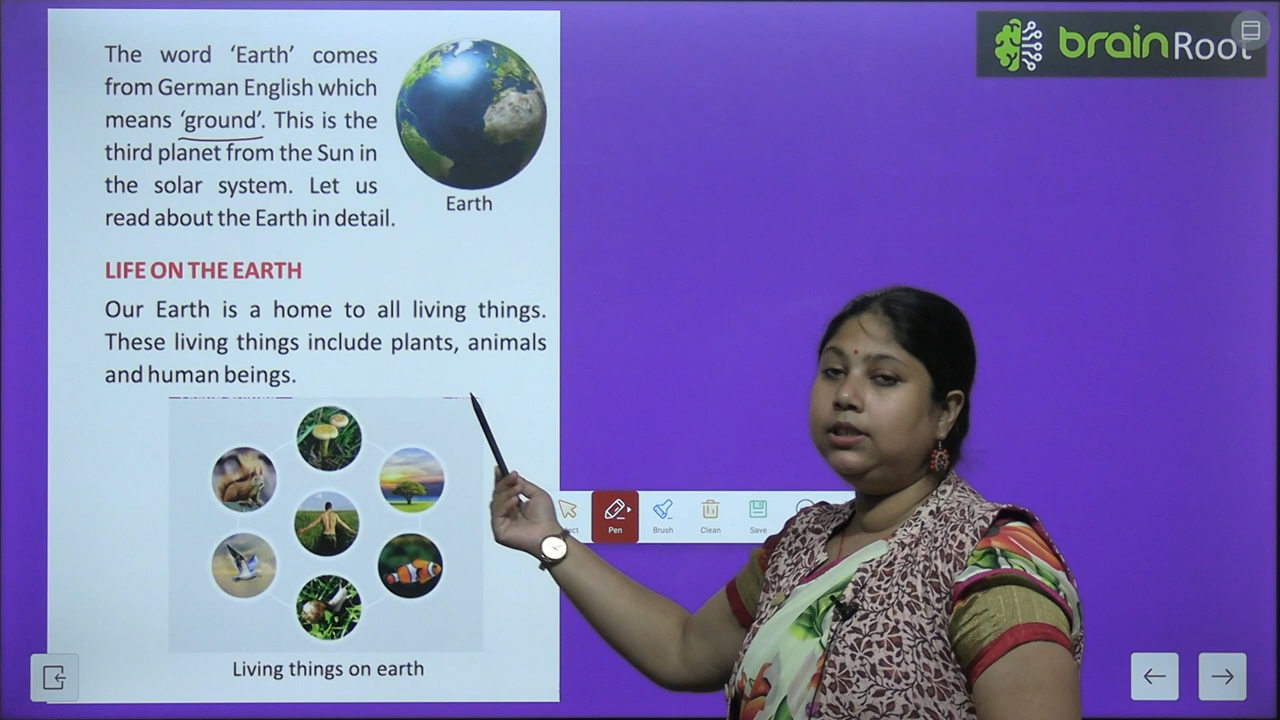 The word ‘Earth’ comes
from German English which
means ‘ground’. This is the
third planet from the Sun in
the solar system. Let us
read about the Earth in detail.
Earth
LIFE ON THE EARTH
Our Earth is a home to all living things.
These living things include plants, animals
and human beings.
Living things on earth
brainRoot
Pen
Brush
Clean
Save